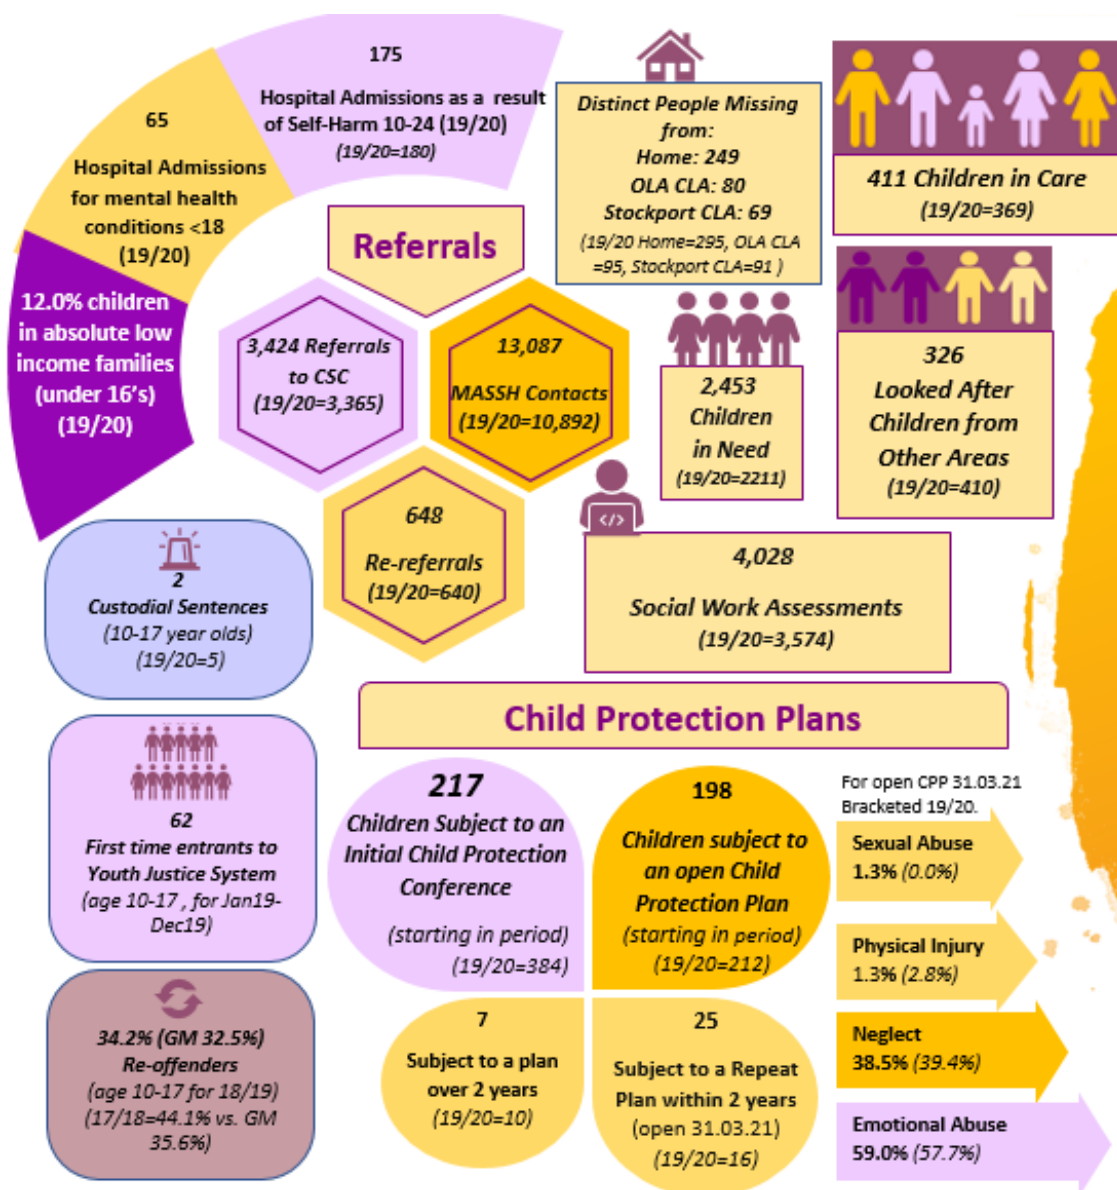 175
Hospital Admissions as a result
of Self-Harm 10-24 (19/20)
(19/20=180)
65
Hospital Admissions
for mental health
conditions <18
(19/20)
12.0% children
in absolute low
income families
(under 16's)
(19/20)
Distinct People Missing
from:
Home: 249
OLA CLA: 80
Stockport CLA: 69
(19/20 Home=295, OLA CLA
=95, Stockport CLA=91 )
411 Children in Care
(19/20=369)
Referrals
3,424 Referrals
to CSC
(19/20=3,365)
13,087
MASSH Contacts
(19/20=10,892)
648
Re-referrals
(19/20=640)
2,453
Children
in Need
(19/20=2211)
326
Looked After
Children from
Other Areas
(19/20=410)
</>
4,028
Social Work Assessments
(19/20=3,574)
2
Custodial Sentences
(10-17 year olds)
(19/20=5)
62
First time entrants to
Youth Justice System
(age 10-17 , for Jan19-
Dec19)
34.2% (GM 32.5%)
Re-offenders
(age 10-17 for 18/19)
(17/18=44.1% vs. GM
35.6%)
Child Protection Plans
217
Children Subject to an
Initial Child Protection
Conference
(starting in period)
(19/20=384)
198
Children subject to
an open Child
Protection Plan
(starting in period)
(19/20=212)
7
Subject to a plan
over 2 years
(19/20=10)
25
Subject to a Repeat
Plan within 2 years
(open 31.03.21)
(19/20=16)
For open CPP 31.03.21
Bracketed 19/20.
Sexual Abuse
1.3% (0.0%)
Physical Injury
1.3% (2.8%)
Neglect
38.5% (39.4%)
Emotional Abuse
59.0% (57.7%)